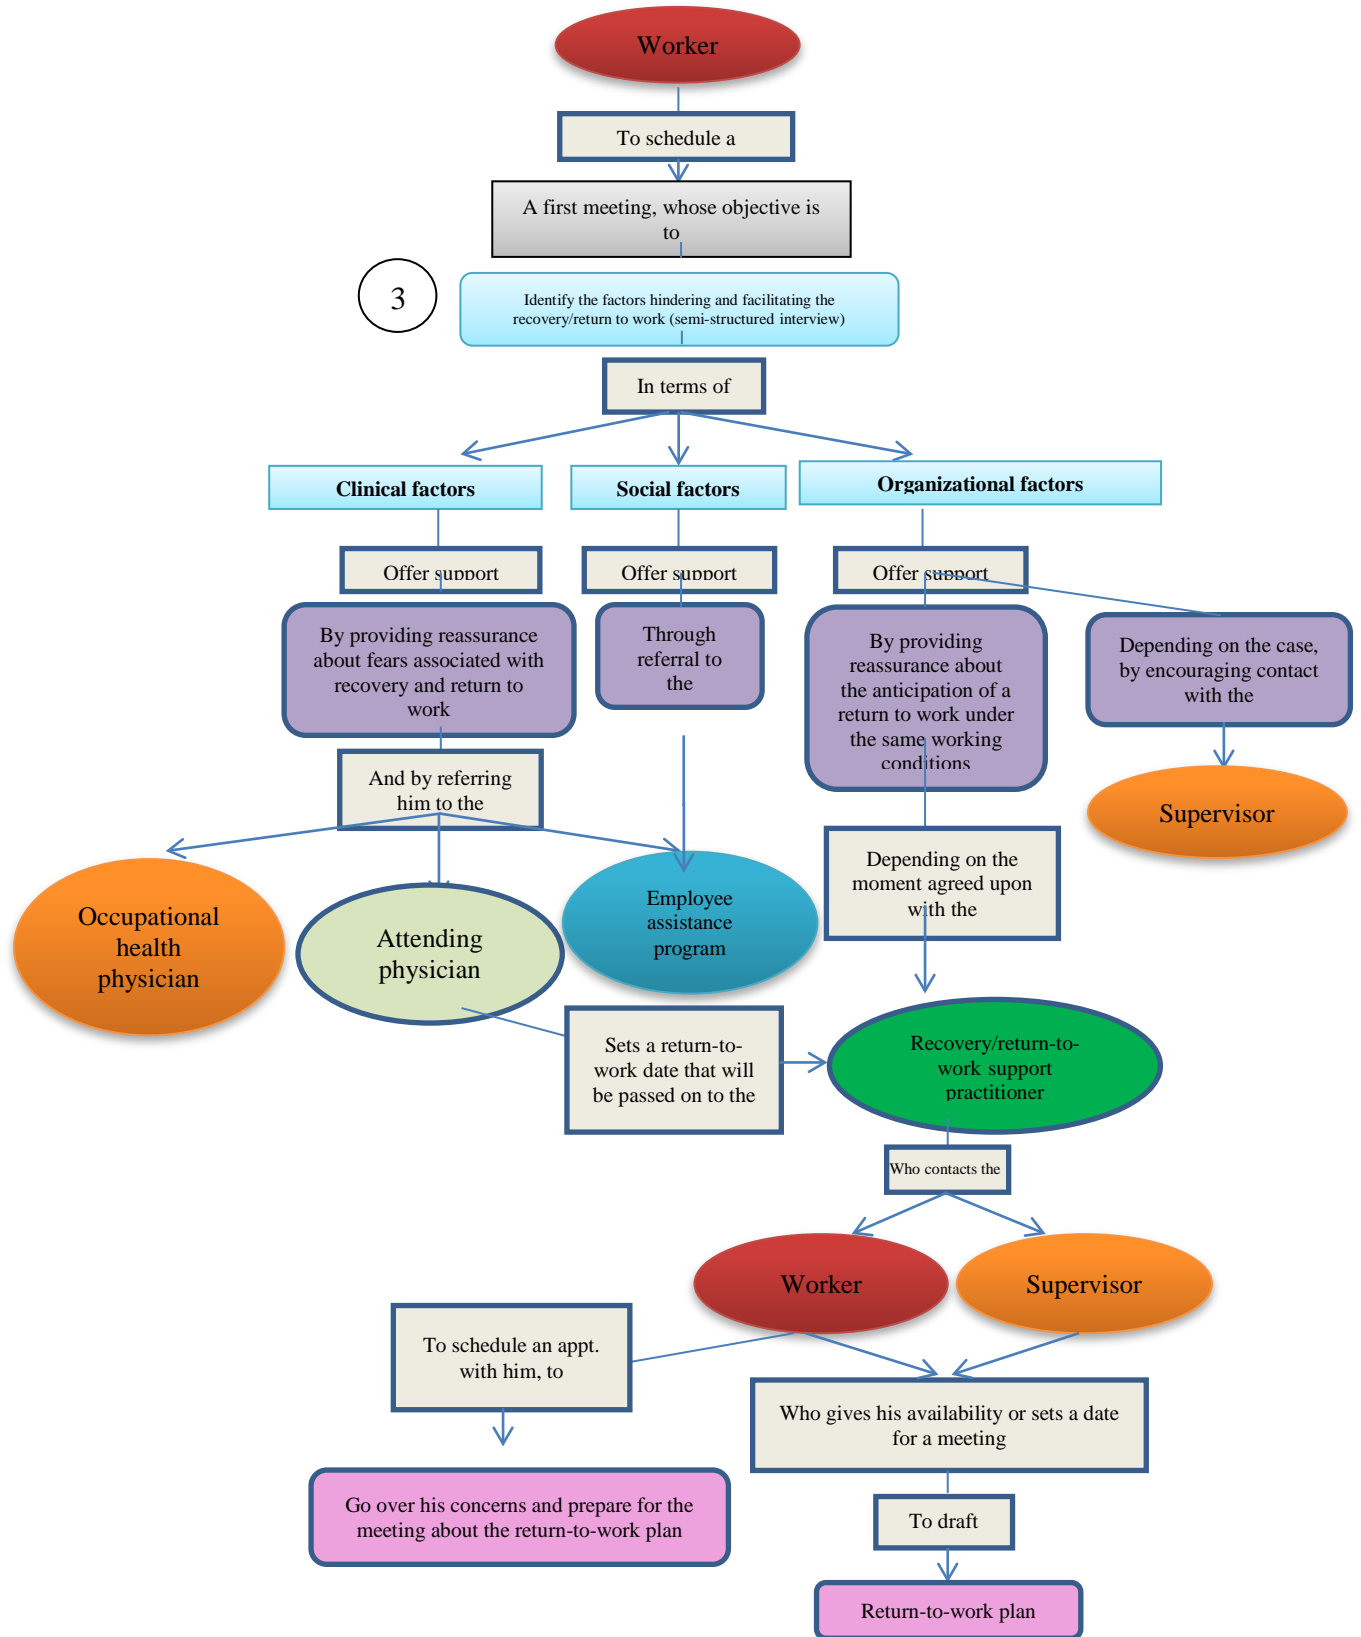 Worker
To schedule a
A first meeting, whose objective is
to
3
Identify the factors hindering and facilitating the
recovery/return to work (semi-structured interview)
In terms of
Clinical factors
Social factors
Organizational factors
Offer support
Offer support
Offer support
By providing reassurance
about fears associated with
recovery and return to
work
Through
referral to
the
By providing
reassurance about
the anticipation of a
return to work under
the same working
conditions
Depending on the case,
by encouraging contact
with the
And by referring
him to the
Supervisor
Depending on the
moment agreed upon
with the
Occupational
health
physician
Attending
physician
Employee
assistance
program
Sets a return-to-
work date that will
be passed on to the
Recovery/return-to-
work support
practitioner
Who contacts the
Worker
Supervisor
To schedule an appt.
with him, to
Who gives his availability or sets a date
for a meeting
Go over his concerns and prepare for the
meeting about the return-to-work plan
To draft
Return-to-work plan